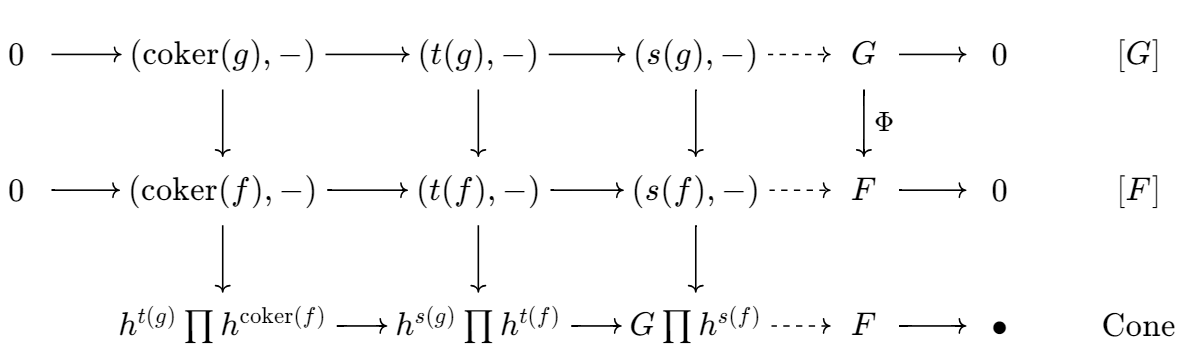 0 ⟶ (coker(g), −) ⟶ (t(g), −) ⟶ (s(g), −) ⇢ G ⟶ 0 [G]
Φ
0 ⟶ (coker(f), −) ⟶ (t(f), −) ⟶ (s(f), −) ⇢ F ⟶ 0 [F]
h^{t(g)} ∏ h^{coker(f)} ⟶ h^{s(g)} ∏ h^{t(f)} ⟶ G ∏ h^{s(f)} ⇢ F ⟶ • Cone